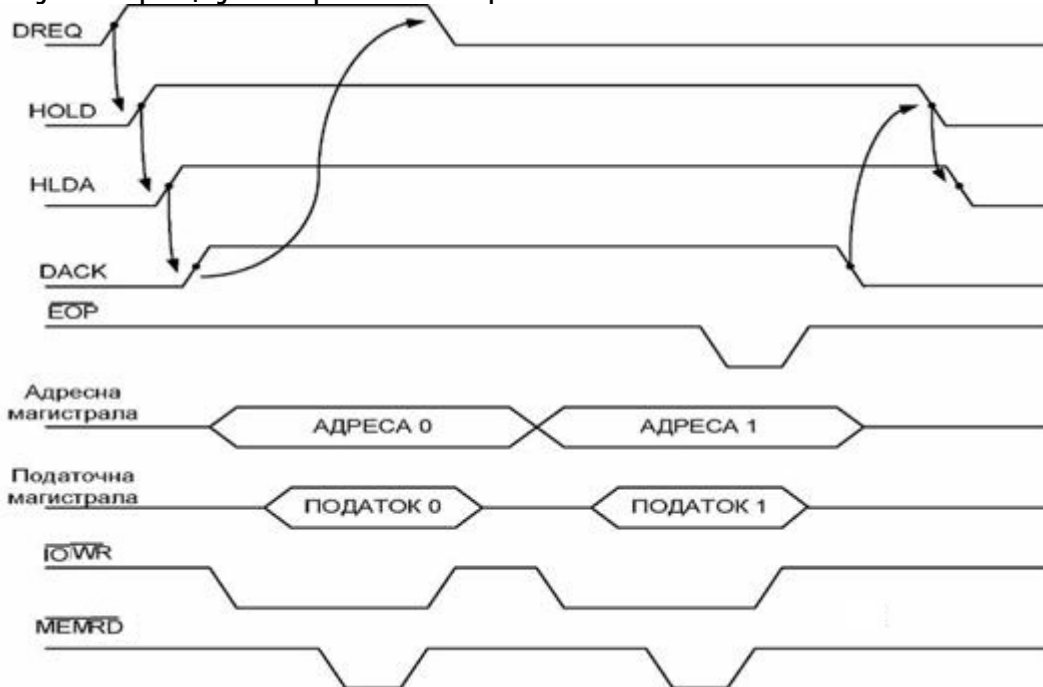 DREQ
HOLD
HLDA
DACK
EOP
Адресна
магистрала
АДРЕСА 0
АДРЕСА 1
Податочна
магистрала
ПОДАТОК 0
ПОДАТОК 1
IOWR
MEMRD